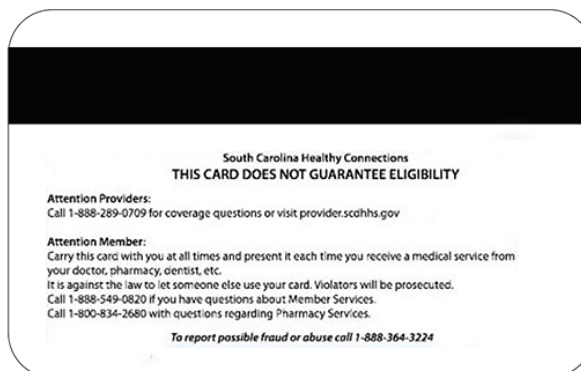 South Carolina Healthy Connections
THIS CARD DOES NOT GUARANTEE ELIGIBILITY
Attention Providers:
Call 1-888-289-0709 for coverage questions or visit provider.scdhhs.gov
Attention Member:
Carry this card with you at all times and present it each time you receive a medical service from
your doctor, pharmacy, dentist, etc.
It is against the law to let someone else use your card. Violators will be prosecuted.
Call 1-888-549-0820 if you have questions about Member Services.
Call 1-800-834-2680 with questions regarding Pharmacy Services.
To report possible fraud or abuse call 1-888-364-3224